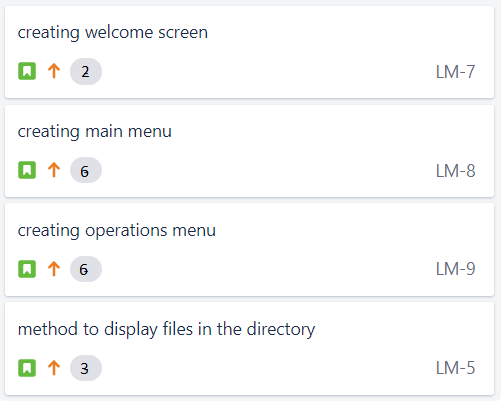 creating welcome screen
2 LM-7
creating main menu
6 LM-8
creating operations menu
6 LM-9
method to display files in the directory
3 LM-5